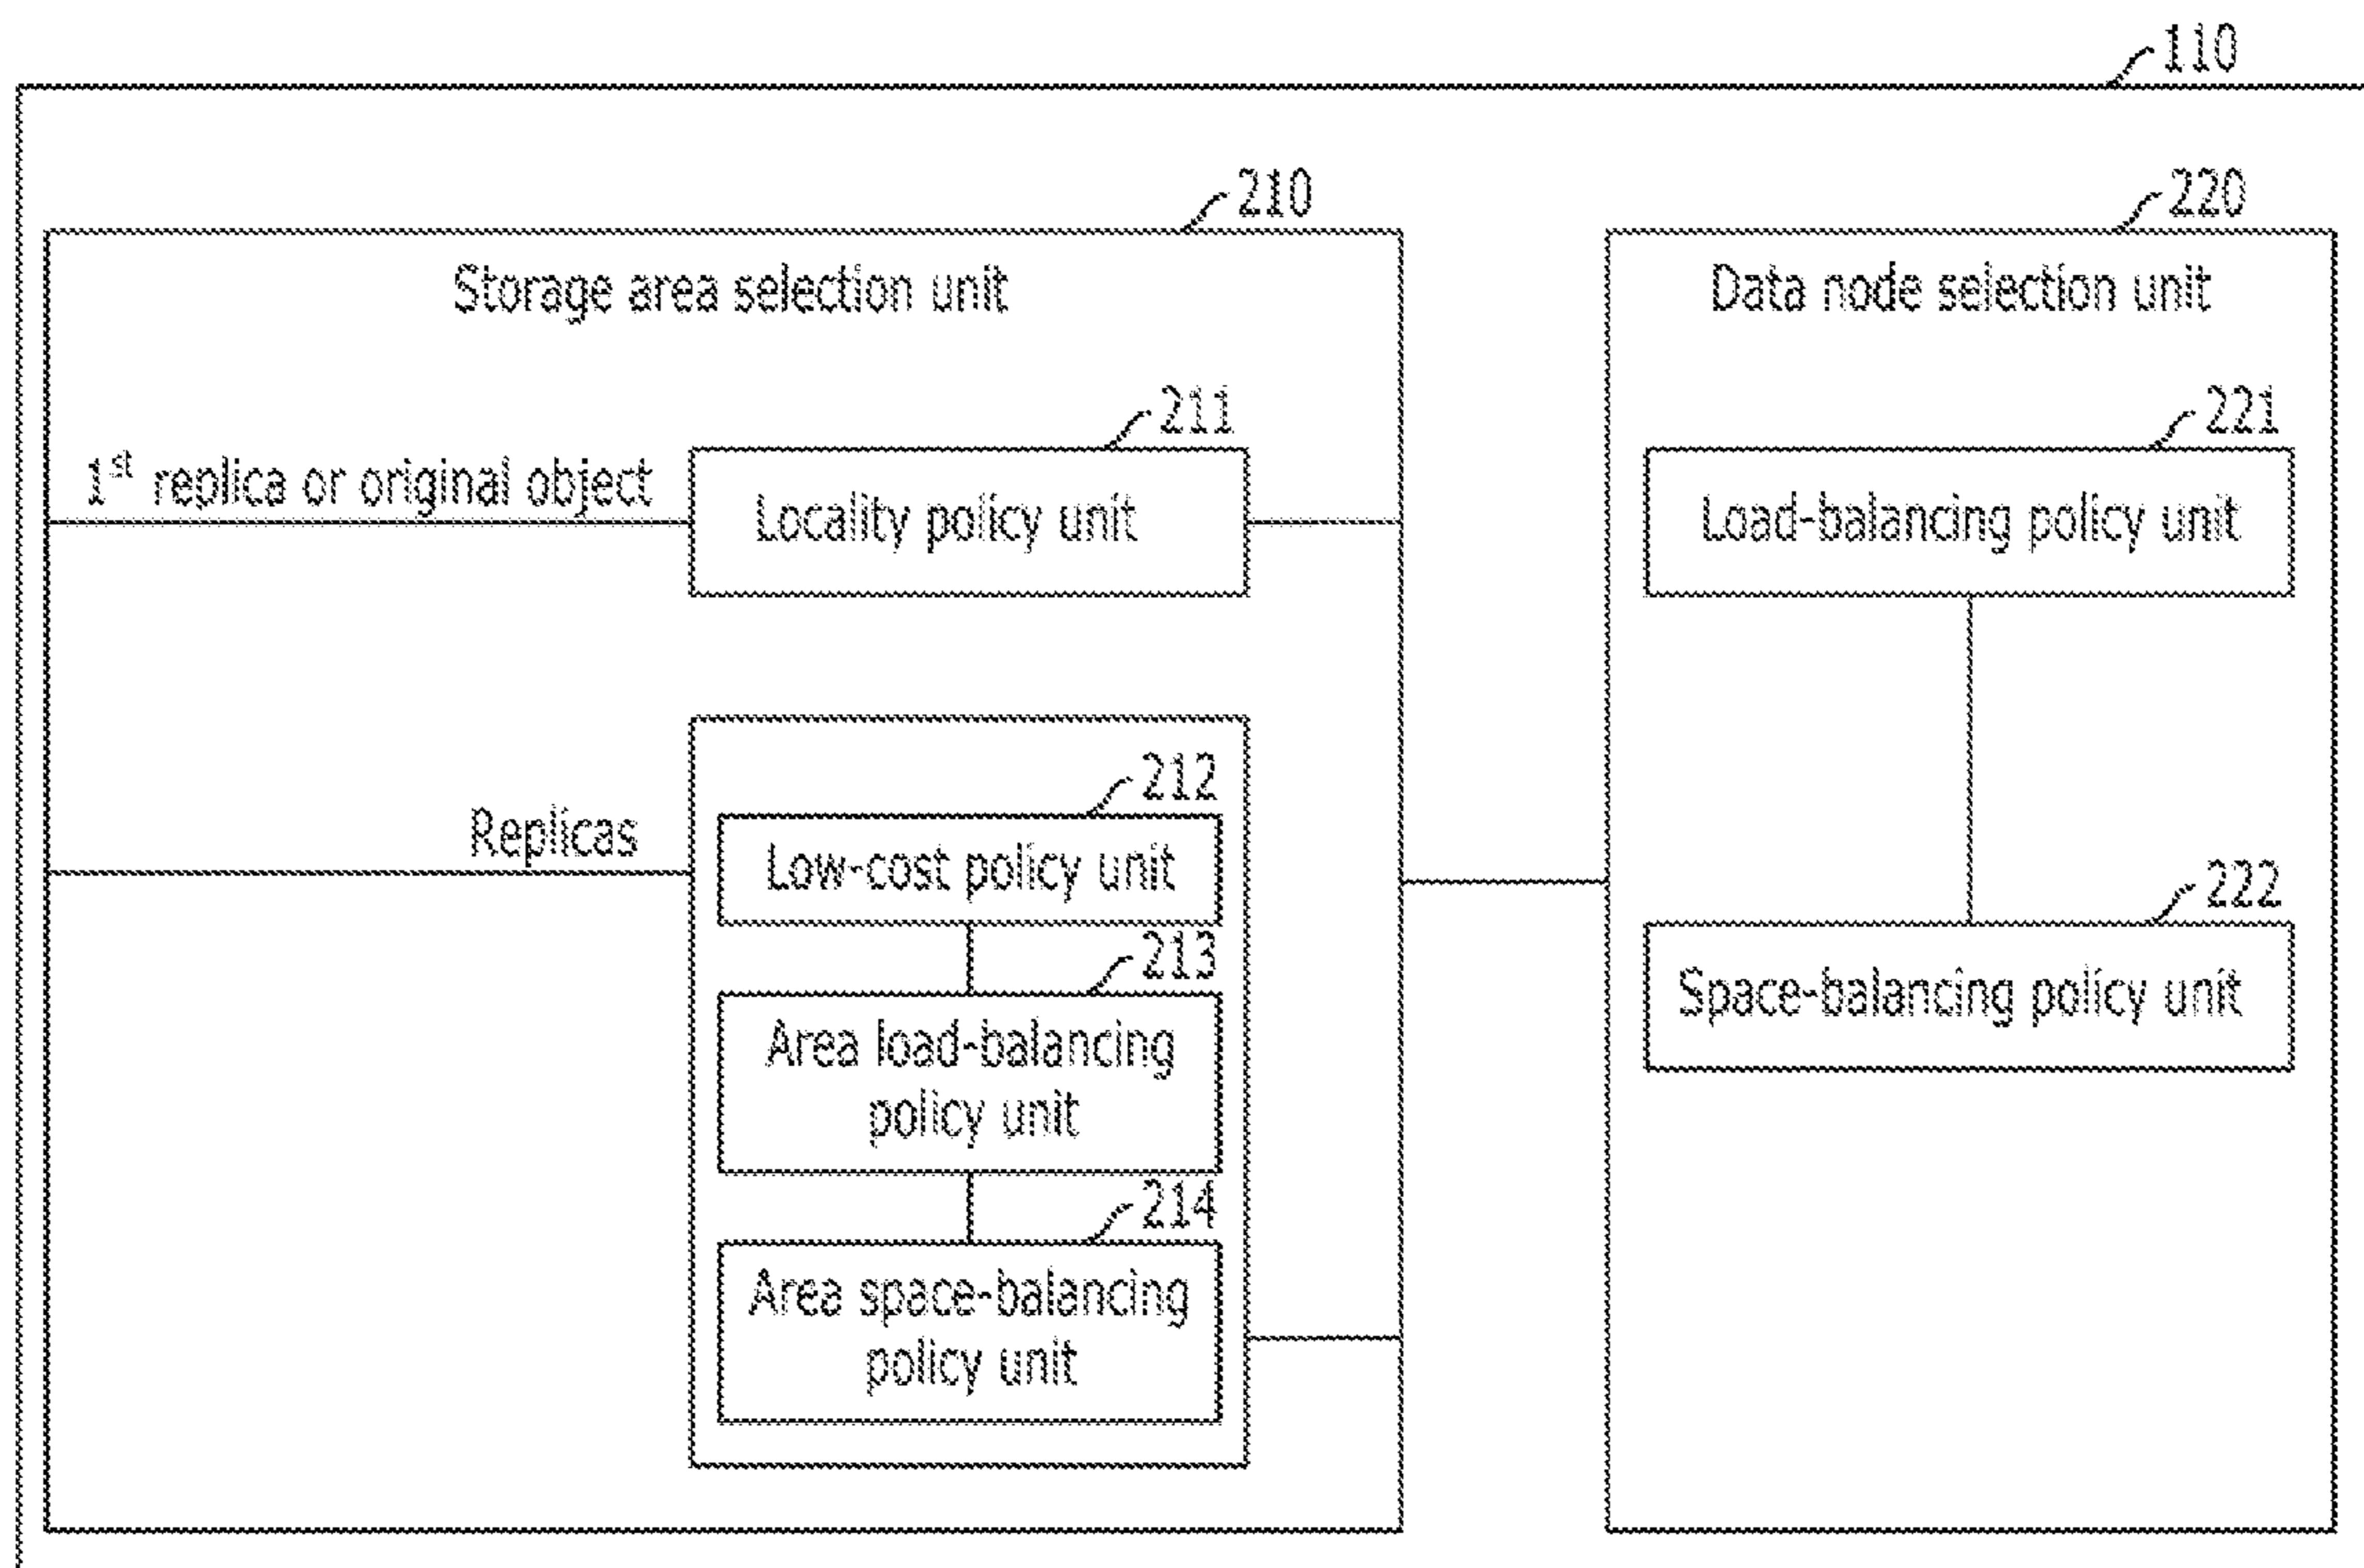 110
210
Storage area selection unit
211
1st replica or original object
Locality policy unit
212
Replicas
Low-cost policy unit
213
Area load-balancing
policy unit
214
Area space-balancing
policy unit
220
Data node selection unit
221
Load-balancing policy unit
222
Space-balancing policy unit